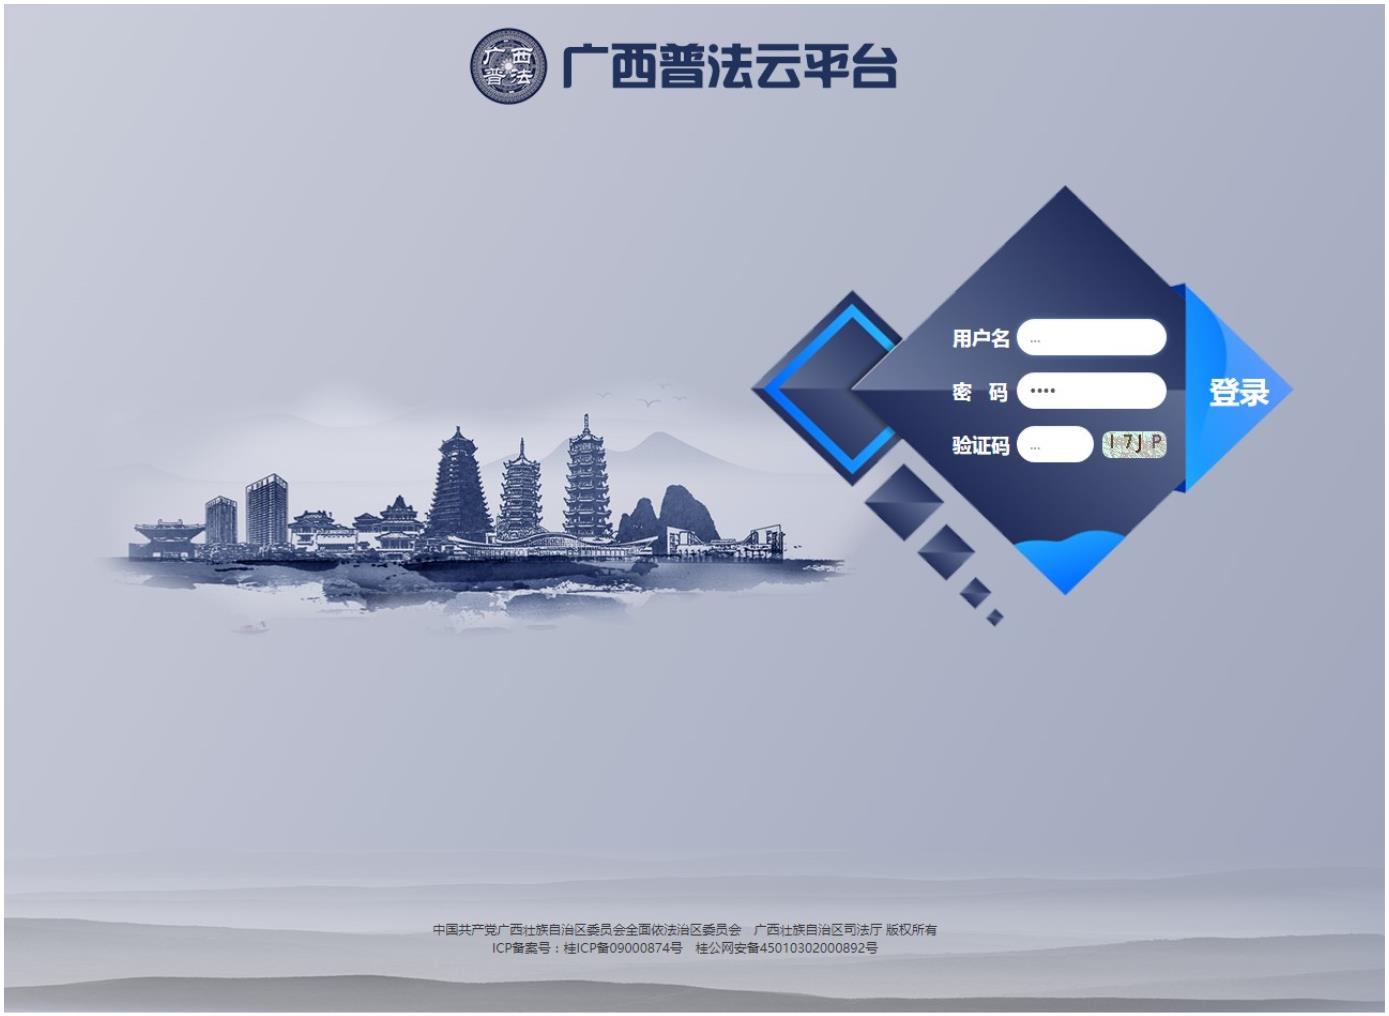 广西普法
广西普法云平台
用户名 ...
密 码 ••••
验证码 ... I7JP
登录
中国共产党广西壮族自治区委员会全面依法治区委员会 广西壮族自治区司法厅 版权所有
ICP备案号：桂ICP备09000874号 桂公网安备45010302000892号